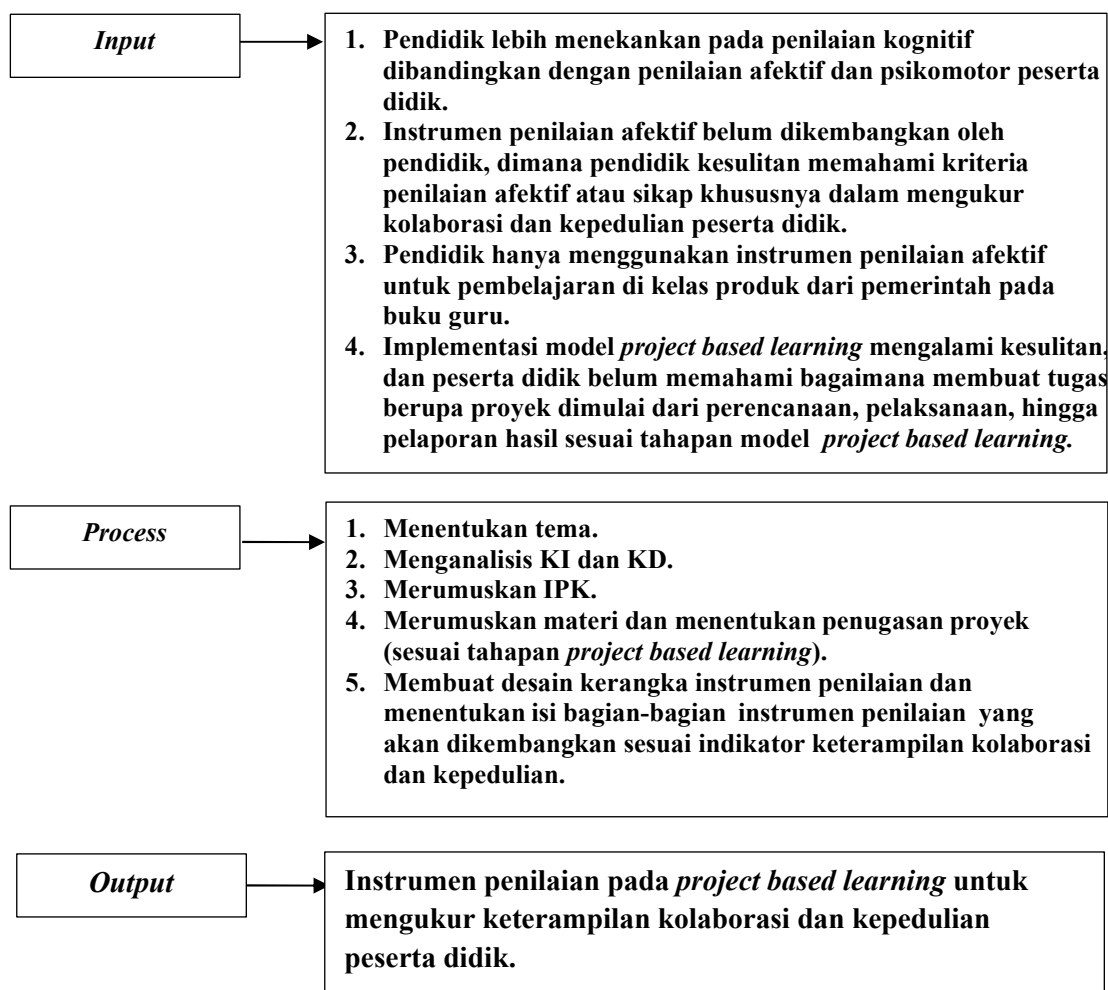 Input
1. Pendidik lebih menekankan pada penilaian kognitif
dibandingkan dengan penilaian afektif dan psikomotor peserta
didik.
2. Instrumen penilaian afektif belum dikembangkan oleh
pendidik, dimana pendidik kesulitan memahami kriteria
penilaian afektif atau sikap khususnya dalam mengukur
kolaborasi dan kepedulian peserta didik.
3. Pendidik hanya menggunakan instrumen penilaian afektif
untuk pembelajaran di kelas produk dari pemerintah pada
buku guru.
4. Implementasi model project based learning mengalami kesulitan,
dan peserta didik belum memahami bagaimana membuat tugas
berupa proyek dimulai dari perencanaan, pelaksanaan, hingga
pelaporan hasil sesuai tahapan model project based learning.
Process
1. Menentukan tema.
2. Menganalisis KI dan KD.
3. Merumuskan IPK.
4. Merumuskan materi dan menentukan penugasan proyek
(sesuai tahapan project based learning).
5. Membuat desain kerangka instrumen penilaian dan
menentukan isi bagian-bagian instrumen penilaian yang
akan dikembangkan sesuai indikator keterampilan kolaborasi
dan kepedulian.
Output
Instrumen penilaian pada project based learning untuk
mengukur keterampilan kolaborasi dan kepedulian
peserta didik.